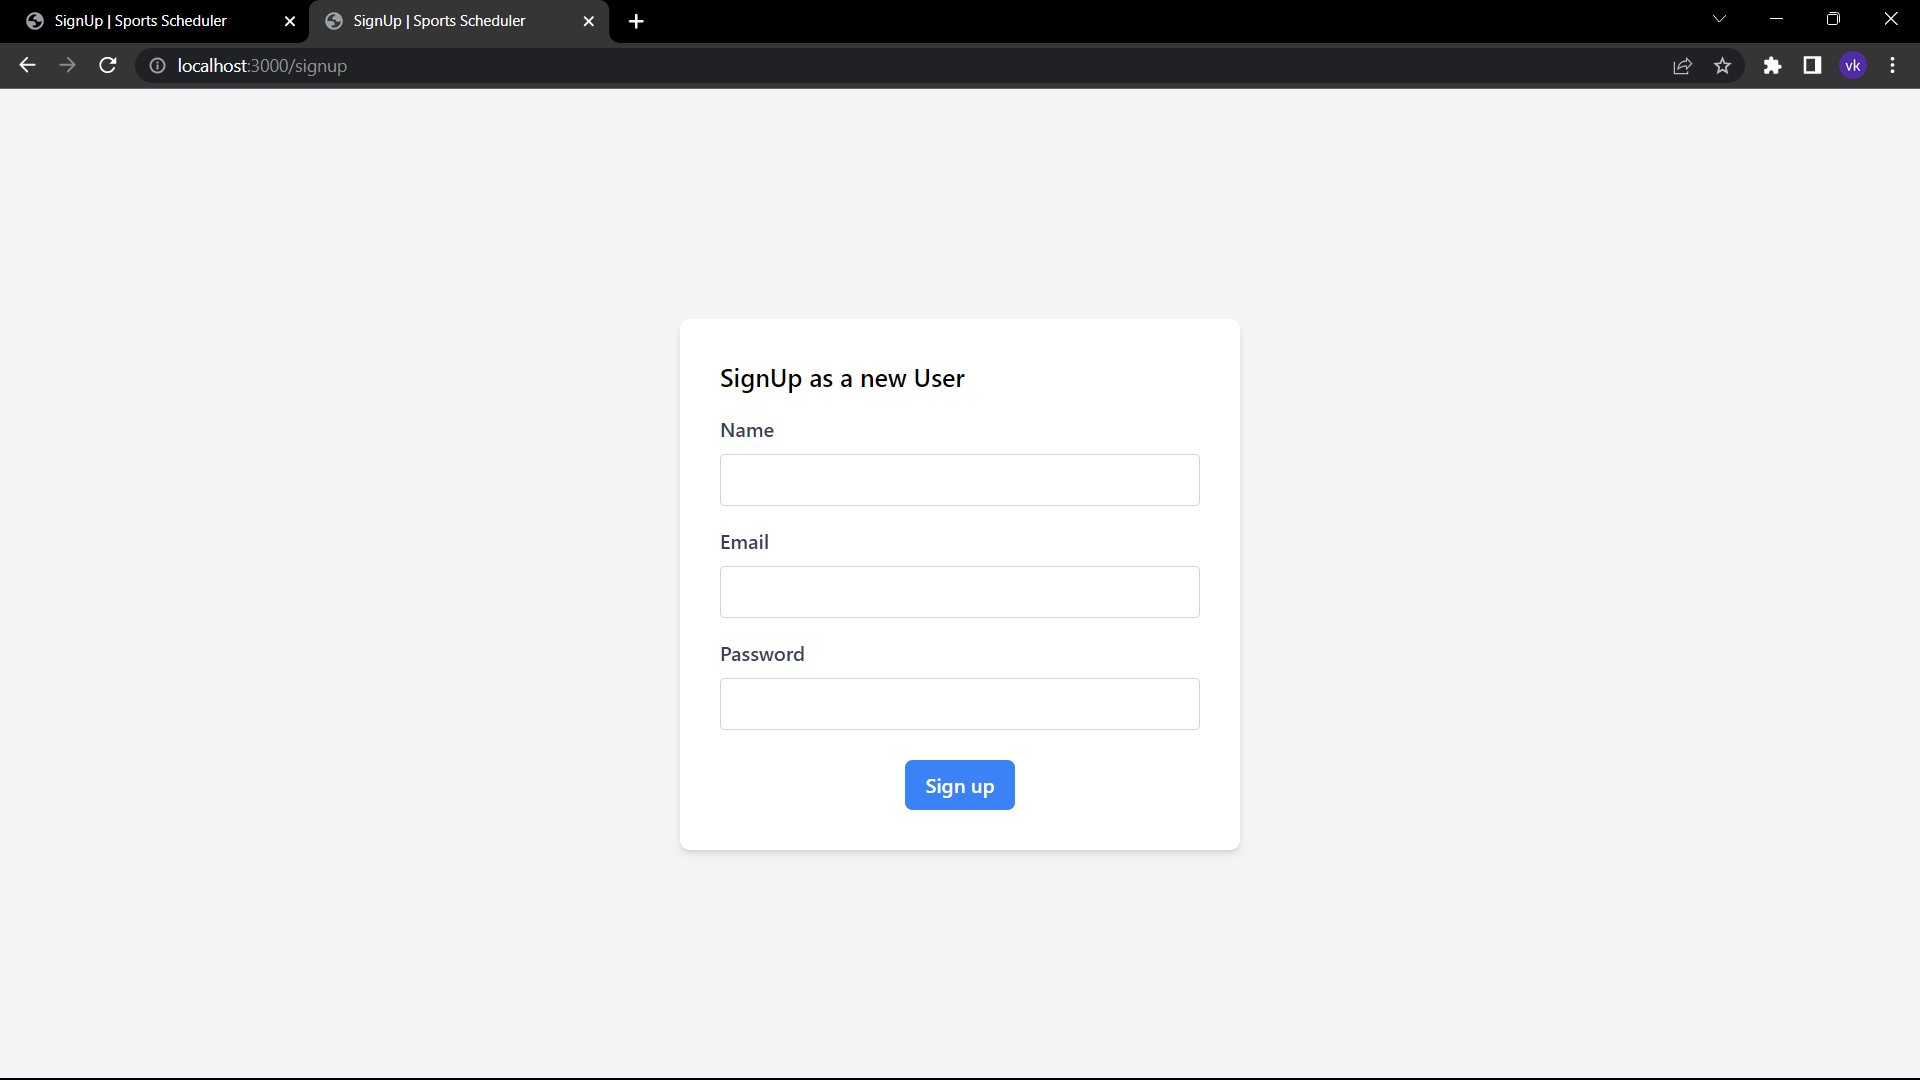 SignUp | Sports Scheduler
SignUp | Sports Scheduler
localhost:3000/signup
vk
SignUp as a new User
Name
Email
Password
Sign up